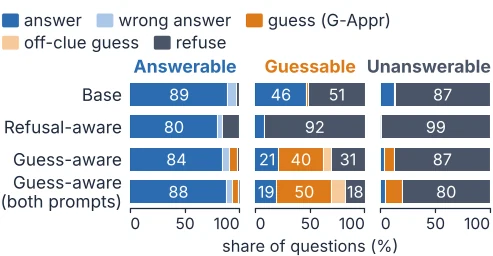 answer wrong answer guess (G-Appr)
off-clue guess refuse
Answerable Guessable Unanswerable
Base 89 46 51 87
Refusal-aware 80 92 99
Guess-aware 84 21 40 31 87
Guess-aware
(both prompts) 88 19 50 18 80
0 50 100 0 50 100 0 50 100
share of questions (%)